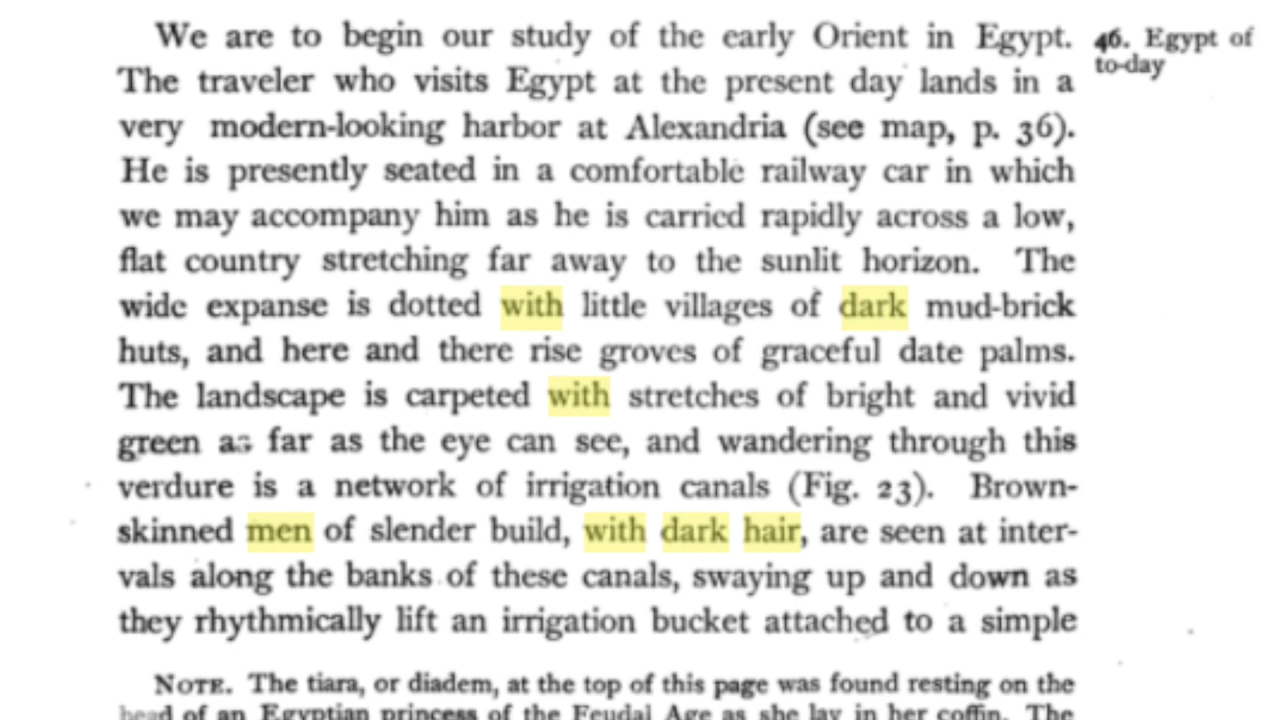 We are to begin our study of the early Orient in Egypt.
46. Egypt of
to-day
The traveler who visits Egypt at the present day lands in a
very modern-looking harbor at Alexandria (see map, p. 36).
He is presently seated in a comfortable railway car in which
we may accompany him as he is carried rapidly across a low,
flat country stretching far away to the sunlit horizon. The
wide expanse is dotted with little villages of dark mud-brick
huts, and here and there rise groves of graceful date palms.
The landscape is carpeted with stretches of bright and vivid
green as far as the eye can see, and wandering through this
verdure is a network of irrigation canals (Fig. 23). Brown-
skinned men of slender build, with dark hair, are seen at inter-
vals along the banks of these canals, swaying up and down as
they rhythmically lift an irrigation bucket attached to a simple
NOTE. The tiara, or diadem, at the top of this page was found resting on the
head of an Egyptian princess of the Feudal Age as she lay in her coffin. The